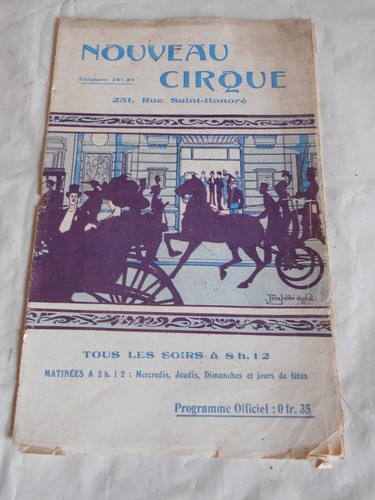 NOUVEAU
CIRQUE
Téléphone - 241.84
251, Rue Saint-Honoré
TOUS LES SOIRS à 8 h. 1 2
MATINÉES A 2 h. 1/2 : Mercredis, Jeudis, Dimanches et jours de fêtes
Programme Officiel : 0 fr. 35